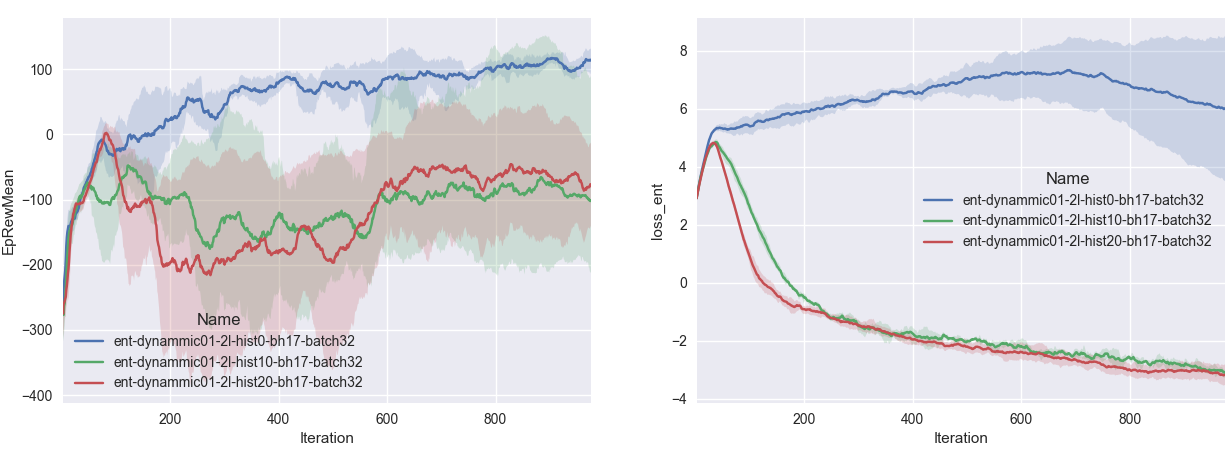 EpRewMean
100
0
−100
−200
−300
−400
200
400
600
800
Iteration
Name
ent-dynammic01-2l-hist0-bh17-batch32
ent-dynammic01-2l-hist10-bh17-batch32
ent-dynammic01-2l-hist20-bh17-batch32
loss_ent
8
6
4
2
0
−2
−4
200
400
600
800
Iteration
Name
ent-dynammic01-2l-hist0-bh17-batch32
ent-dynammic01-2l-hist10-bh17-batch32
ent-dynammic01-2l-hist20-bh17-batch32